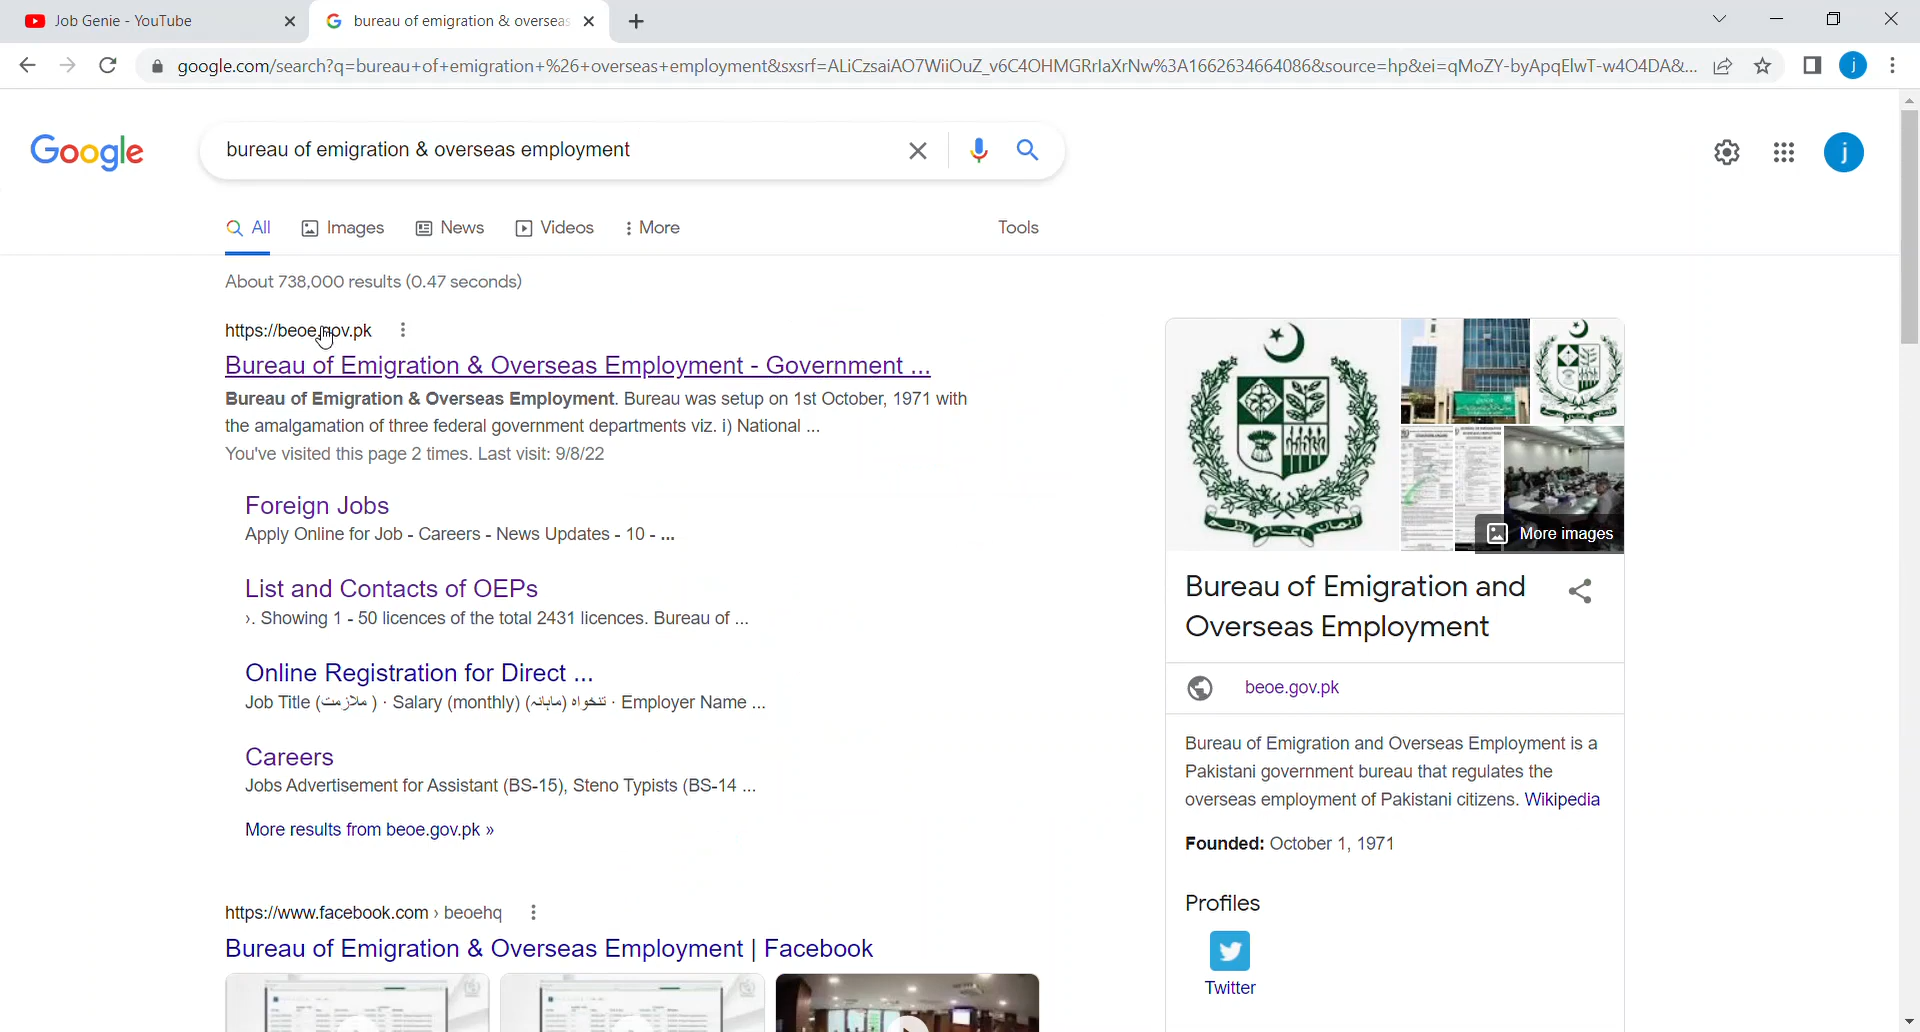 Job Genie - YouTube
bureau of emigration & overseas
google.com/search?q=bureau+of+emigration+%26+overseas+employment&sxsrf=ALiCzsaiAO7WiiOuZ_v6C4OHMGRrIaXrNw%3A1662634664086&source=hp&ei=qMoZY-byApqElwT-w4O4DA&...
j
Google
bureau of emigration & overseas employment
j
All
Images
News
Videos
More
Tools
About 738,000 results (0.47 seconds)
https://beoe.gov.pk
Bureau of Emigration & Overseas Employment - Government ...
Bureau of Emigration & Overseas Employment. Bureau was setup on 1st October, 1971 with
the amalgamation of three federal government departments viz. i) National ...
You've visited this page 2 times. Last visit: 9/8/22
Foreign Jobs
Apply Online for Job - Careers - News Updates - 10 - ...
List and Contacts of OEPs
›. Showing 1 - 50 licences of the total 2431 licences. Bureau of ...
Online Registration for Direct ...
Job Title (ملازمت ) · Salary (monthly) (ماہانہ) تنخواہ · Employer Name ...
Careers
Jobs Advertisement for Assistant (BS-15), Steno Typists (BS-14 ...
More results from beoe.gov.pk »
https://www.facebook.com › beoehq
Bureau of Emigration & Overseas Employment | Facebook
More images
Bureau of Emigration and
Overseas Employment
beoe.gov.pk
Bureau of Emigration and Overseas Employment is a
Pakistani government bureau that regulates the
overseas employment of Pakistani citizens. Wikipedia
Founded: October 1, 1971
Profiles
Twitter